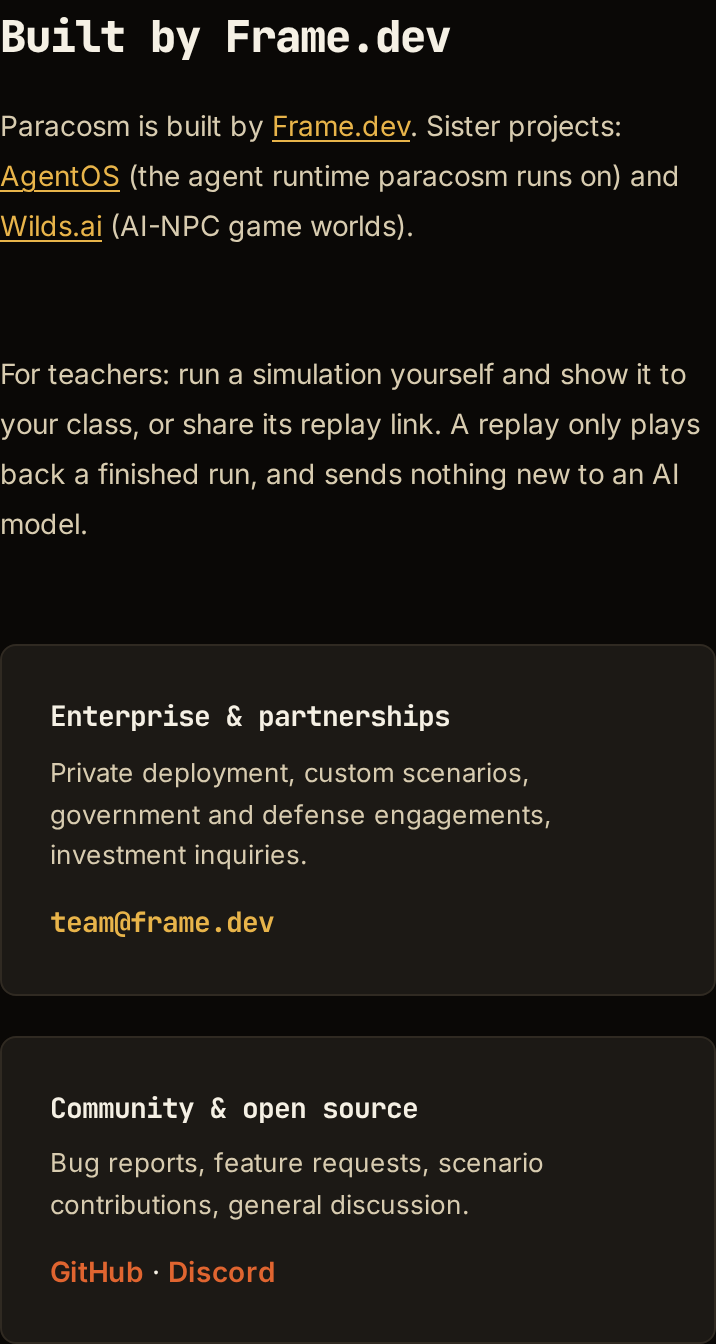 Built by Frame.dev
Paracosm is built by Frame.dev. Sister projects:
AgentOS (the agent runtime paracosm runs on) and
Wilds.ai (AI-NPC game worlds).
For teachers: run a simulation yourself and show it to
your class, or share its replay link. A replay only plays
back a finished run, and sends nothing new to an AI
model.
Enterprise & partnerships
Private deployment, custom scenarios,
government and defense engagements,
investment inquiries.
team@frame.dev
Community & open source
Bug reports, feature requests, scenario
contributions, general discussion.
GitHub · Discord